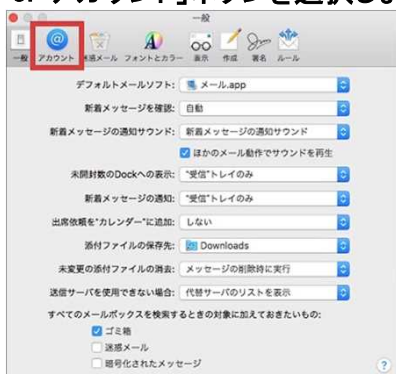 一般
一般 アカウント 迷惑メール フォントとカラー 表示 作成 署名 ルール
デフォルトメールソフト: メール.app
新着メッセージを確認: 自動
新着メッセージの通知サウンド: 新着メッセージの通知サウンド
ほかのメール動作でサウンドを再生
未開封数のDockへの表示: "受信"トレイのみ
新着メッセージの通知: "受信"トレイのみ
出席依頼を"カレンダー"に追加: しない
添付ファイルの保存先: Downloads
未変更の添付ファイルの消去: メッセージの削除時に実行
送信サーバを使用できない場合: 代替サーバのリストを表示
すべてのメールボックスを検索するときの対象に加えておきたいもの:
ゴミ箱
迷惑メール
暗号化されたメッセージ
?